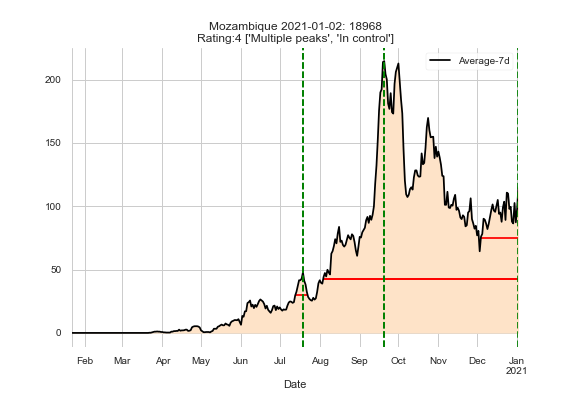 Mozambique 2021-01-02: 18968
Rating:4 ['Multiple peaks', 'In control']
Average-7d
200
150
100
50
0
Feb Mar Apr May Jun Jul Aug Sep Oct Nov Dec Jan
2021
Date